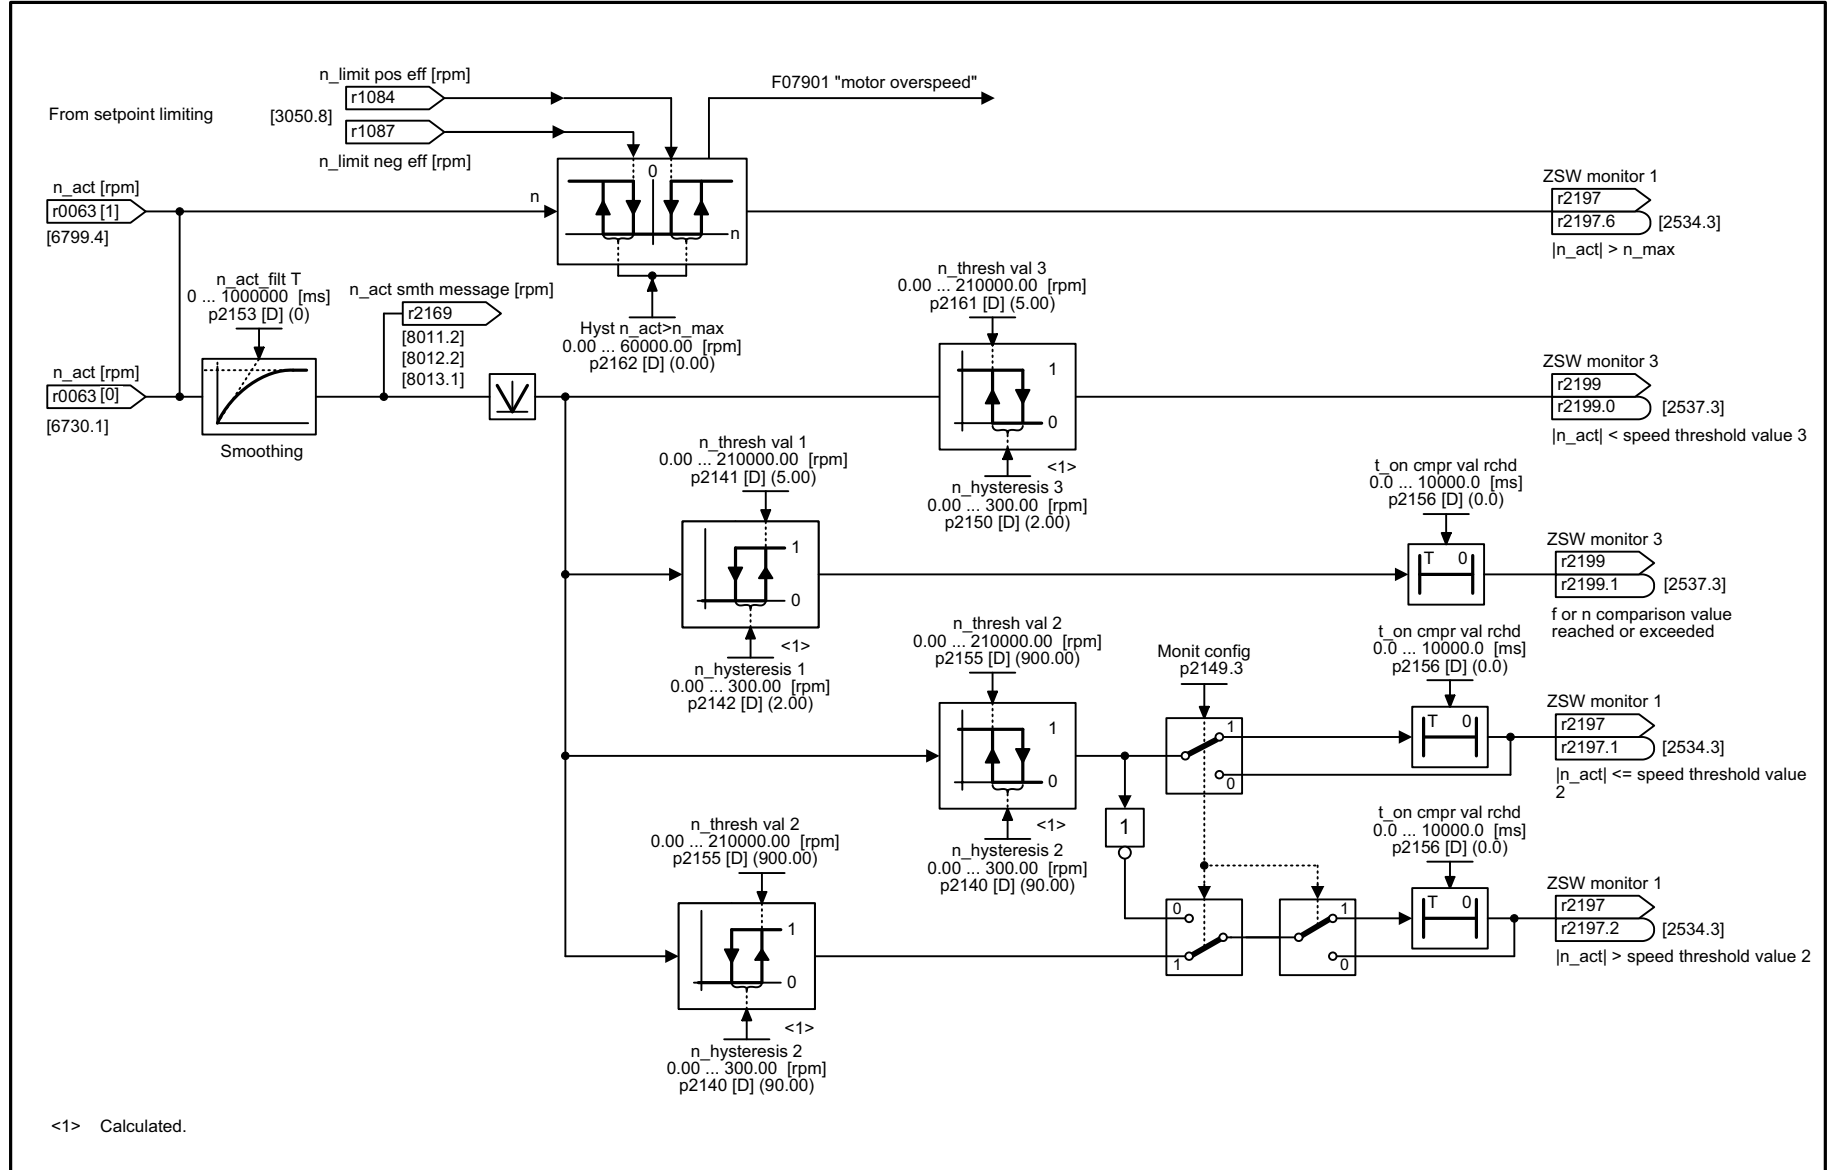 n_limit pos eff [rpm]
r1084
From setpoint limiting
[3050.8]
r1087
n_limit neg eff [rpm]
F07901 "motor overspeed"
n_act [rpm]
r0063 [1]
[6799.4]
n
0
n
ZSW monitor 1
r2197
r2197.6
[2534.3]
|n_act| > n_max
n_act_filt T
0 ... 1000000 [ms]
p2153 [D] (0)
n_act smth message [rpm]
r2169
[8011.2]
[8012.2]
[8013.1]
Hyst n_act>n_max
0.00 ... 60000.00 [rpm]
p2162 [D] (0.00)
n_thresh val 3
0.00 ... 210000.00 [rpm]
p2161 [D] (5.00)
n_act [rpm]
r0063 [0]
[6730.1]
Smoothing
1
0
ZSW monitor 3
r2199
r2199.0
[2537.3]
|n_act| < speed threshold value 3
<1>
n_hysteresis 3
0.00 ... 300.00 [rpm]
p2150 [D] (2.00)
n_thresh val 1
0.00 ... 210000.00 [rpm]
p2141 [D] (5.00)
1
0
<1>
n_hysteresis 1
0.00 ... 300.00 [rpm]
p2142 [D] (2.00)
t_on cmpr val rchd
0.0 ... 10000.0 [ms]
p2156 [D] (0.0)
T 0
ZSW monitor 3
r2199
r2199.1
[2537.3]
f or n comparison value
reached or exceeded
n_thresh val 2
0.00 ... 210000.00 [rpm]
p2155 [D] (900.00)
1
0
<1>
n_hysteresis 2
0.00 ... 300.00 [rpm]
p2140 [D] (90.00)
Monit config
p2149.3
1
0
t_on cmpr val rchd
0.0 ... 10000.0 [ms]
p2156 [D] (0.0)
T 0
ZSW monitor 1
r2197
r2197.1
[2534.3]
|n_act| <= speed threshold value
2
1
n_thresh val 2
0.00 ... 210000.00 [rpm]
p2155 [D] (900.00)
1
0
<1>
n_hysteresis 2
0.00 ... 300.00 [rpm]
p2140 [D] (90.00)
0
1
1
0
t_on cmpr val rchd
0.0 ... 10000.0 [ms]
p2156 [D] (0.0)
T 0
ZSW monitor 1
r2197
r2197.2
[2534.3]
|n_act| > speed threshold value 2
<1> Calculated.